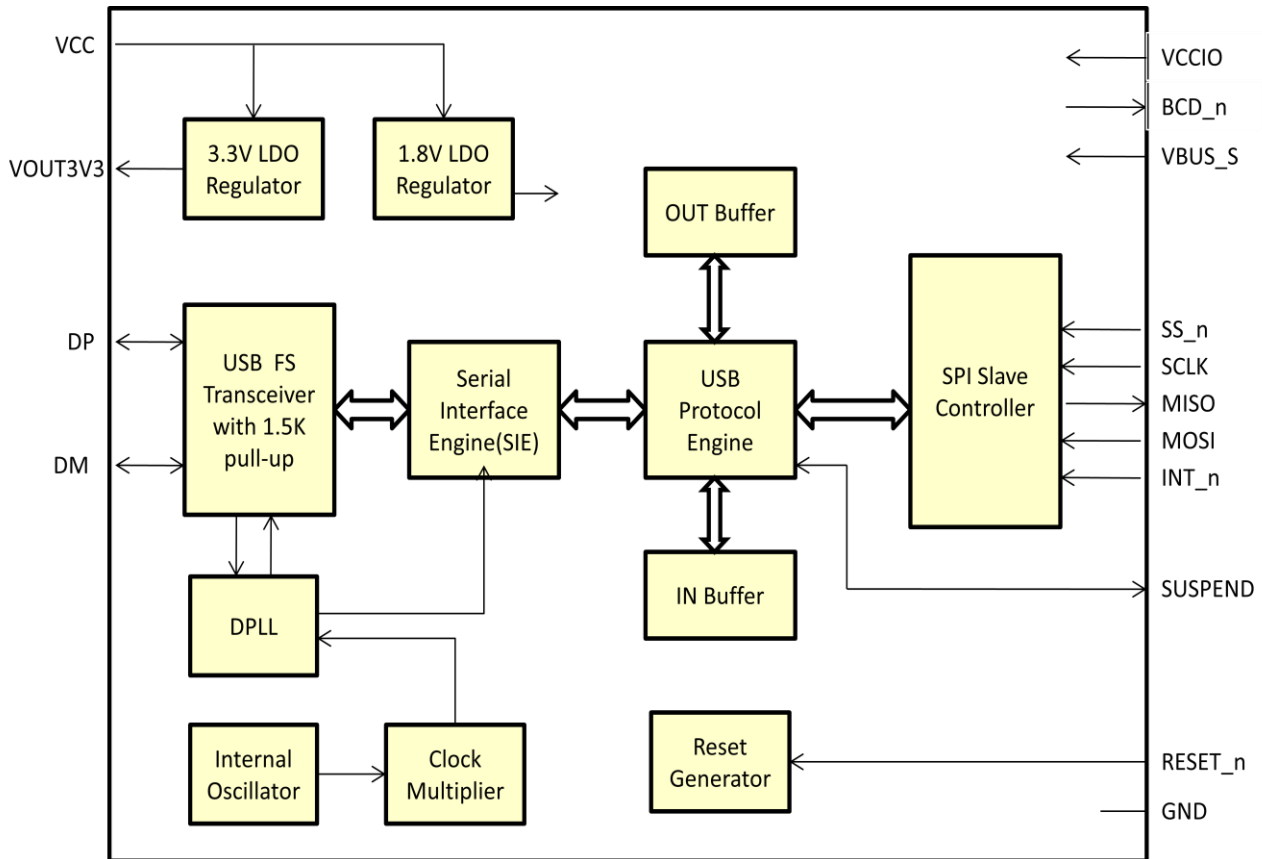 VCC
VCCIO
BCD_n
VOUT3V3
3.3V LDO
Regulator
1.8V LDO
Regulator
VBUS_S
OUT Buffer
DP
DM
USB FS
Transceiver
with 1.5K
pull-up
Serial
Interface
Engine(SIE)
USB
Protocol
Engine
SPI Slave
Controller
SS_n
SCLK
MISO
MOSI
INT_n
DPLL
IN Buffer
SUSPEND
Internal
Oscillator
Clock
Multiplier
Reset
Generator
RESET_n
GND